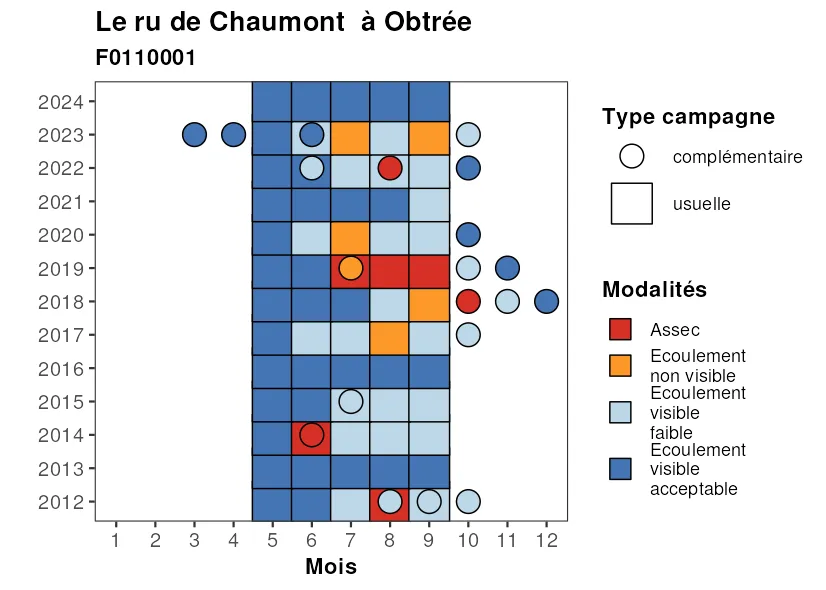 Le ru de Chaumont  à Obtrée
F0110001
2024
2023
2022
2021
2020
2019
2018
2017
2016
2015
2014
2013
2012
1 2 3 4 5 6 7 8 9 10 11 12
Mois
Type campagne
complémentaire
usuelle
Modalités
Assec
Ecoulement
non visible
Ecoulement
visible
faible
Ecoulement
visible
acceptable